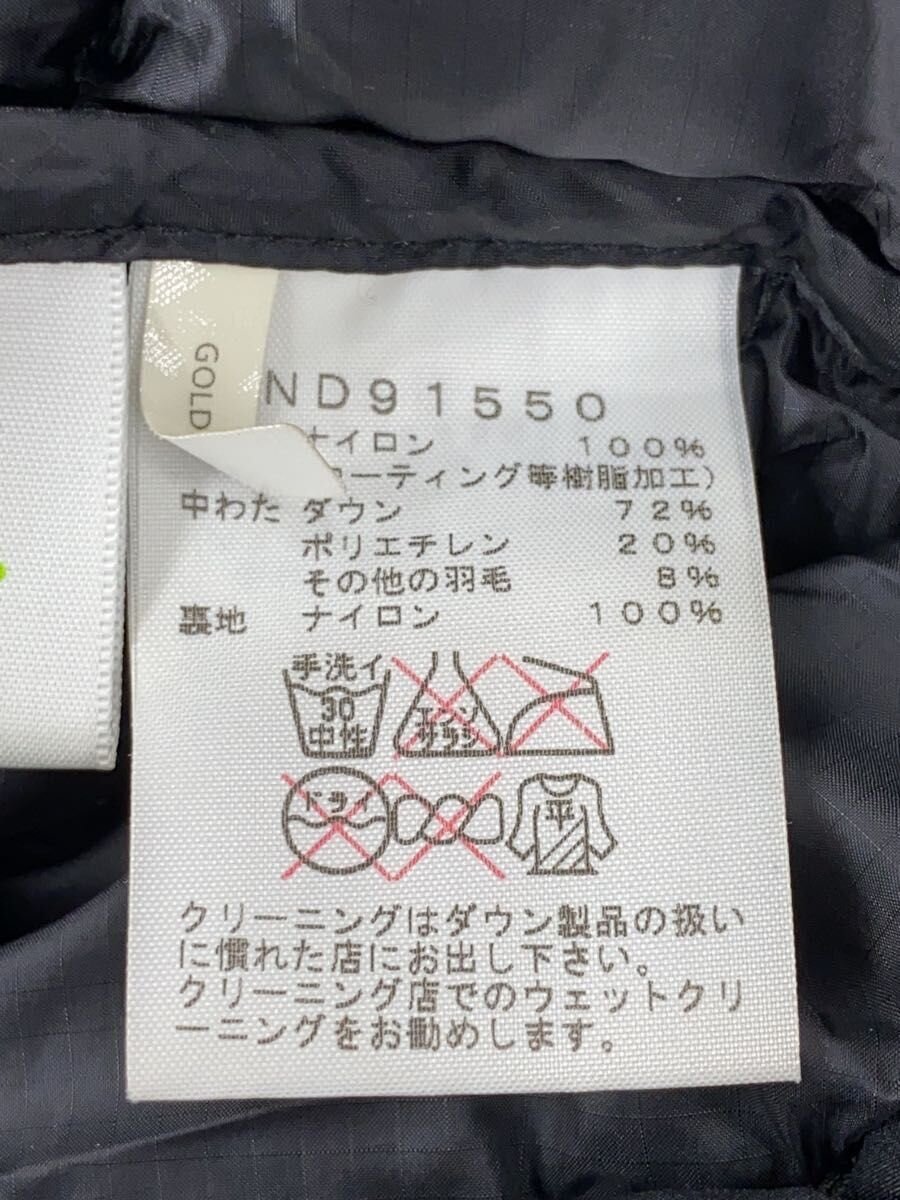 GOLD
ND91550
ナイロン 100%
ーティング等樹脂加工)
中わた ダウン 72%
ポリエチレン 20%
その他の羽毛 8%
裏地 ナイロン 100%
手洗イ
30
中性
エンソ
サラシ
ドライ
平
クリーニングはダウン製品の扱い
に慣れた店にお出し下さい。
クリーニング店でのウェットクリ
ーニングをお勧めします。